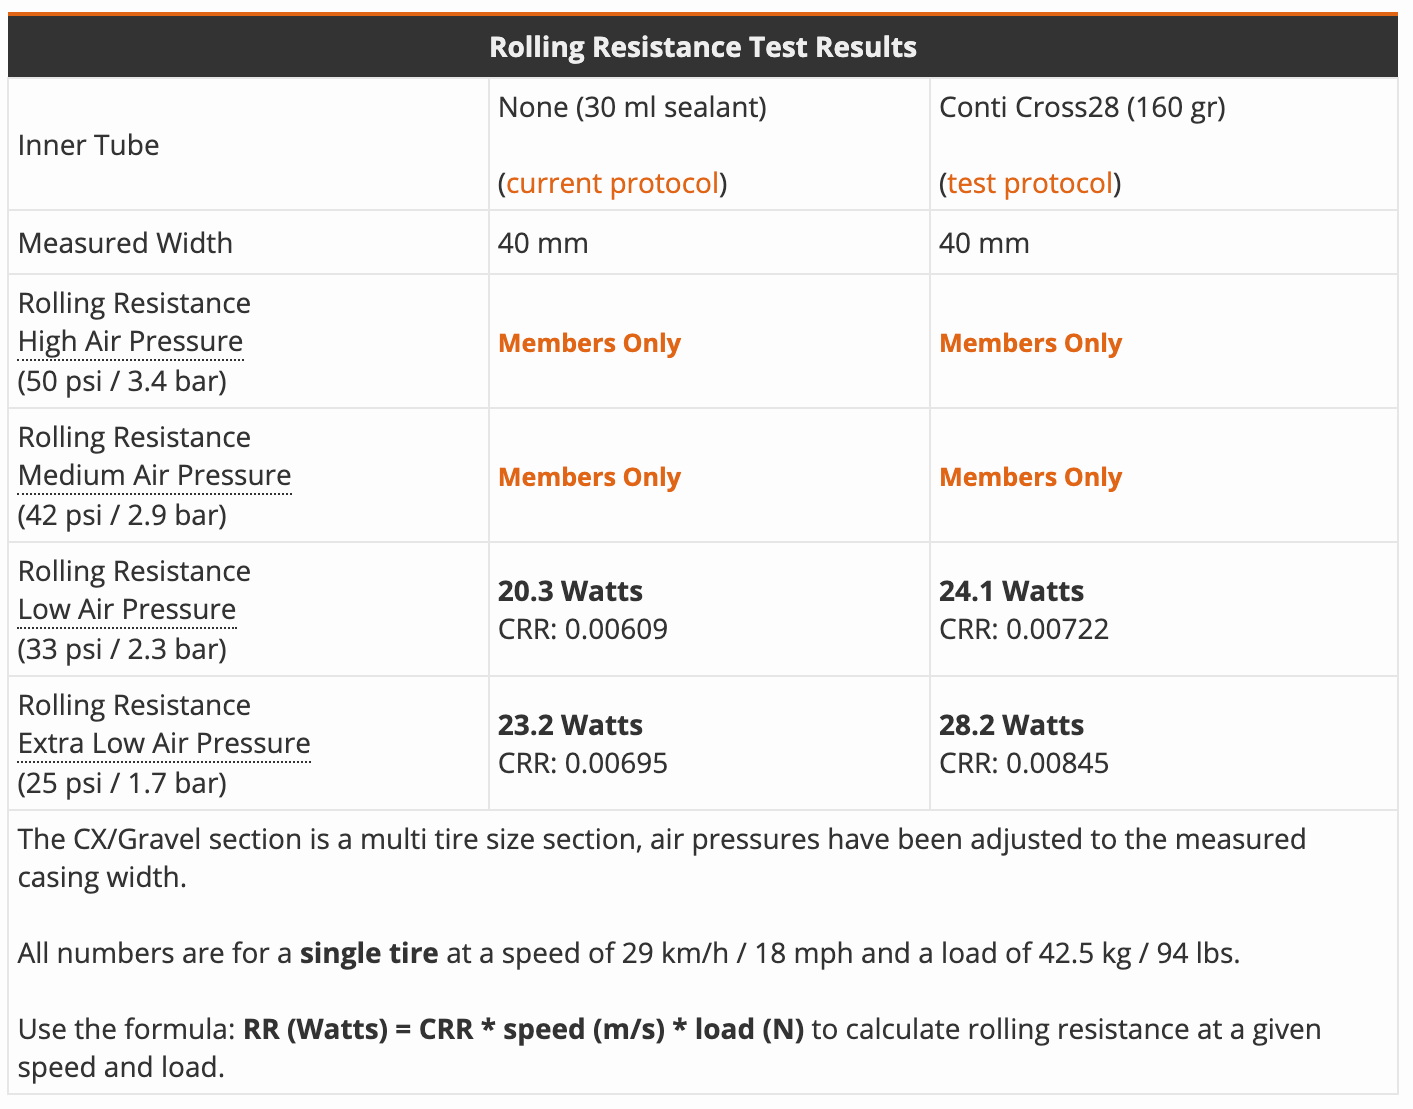 Rolling Resistance Test Results
Inner Tube
None (30 ml sealant)
(current protocol)
Conti Cross28 (160 gr)
(test protocol)
Measured Width
40 mm
40 mm
Rolling Resistance
High Air Pressure
(50 psi / 3.4 bar)
Members Only
Members Only
Rolling Resistance
Medium Air Pressure
(42 psi / 2.9 bar)
Members Only
Members Only
Rolling Resistance
Low Air Pressure
(33 psi / 2.3 bar)
20.3 Watts
CRR: 0.00609
24.1 Watts
CRR: 0.00722
Rolling Resistance
Extra Low Air Pressure
(25 psi / 1.7 bar)
23.2 Watts
CRR: 0.00695
28.2 Watts
CRR: 0.00845
The CX/Gravel section is a multi tire size section, air pressures have been adjusted to the measured
casing width.
All numbers are for a single tire at a speed of 29 km/h / 18 mph and a load of 42.5 kg / 94 lbs.
Use the formula: RR (Watts) = CRR * speed (m/s) * load (N) to calculate rolling resistance at a given
speed and load.